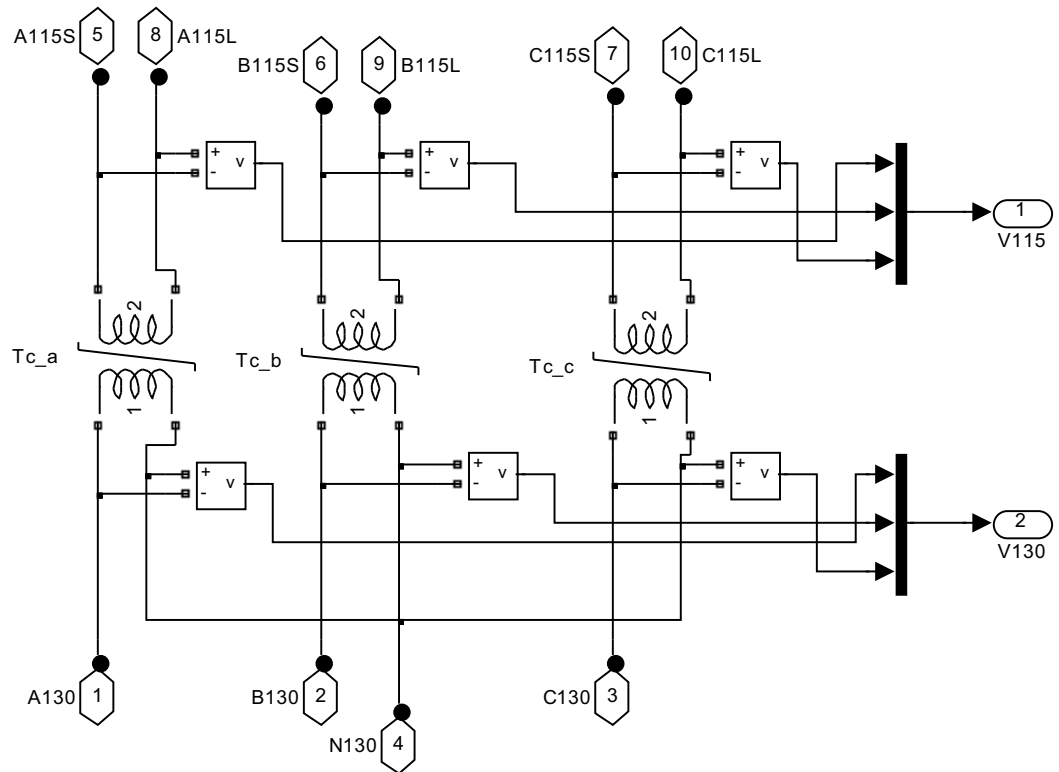 A115S 5 8 A115L
B115S 6 9 B115L
C115S 7 10 C115L
+ - v
+ - v
+ - v
1
V115
2
2
2
Tc_a
Tc_b
Tc_c
1
1
1
+ - v
+ - v
+ - v
2
V130
A130 1
B130 2
C130 3
N130 4